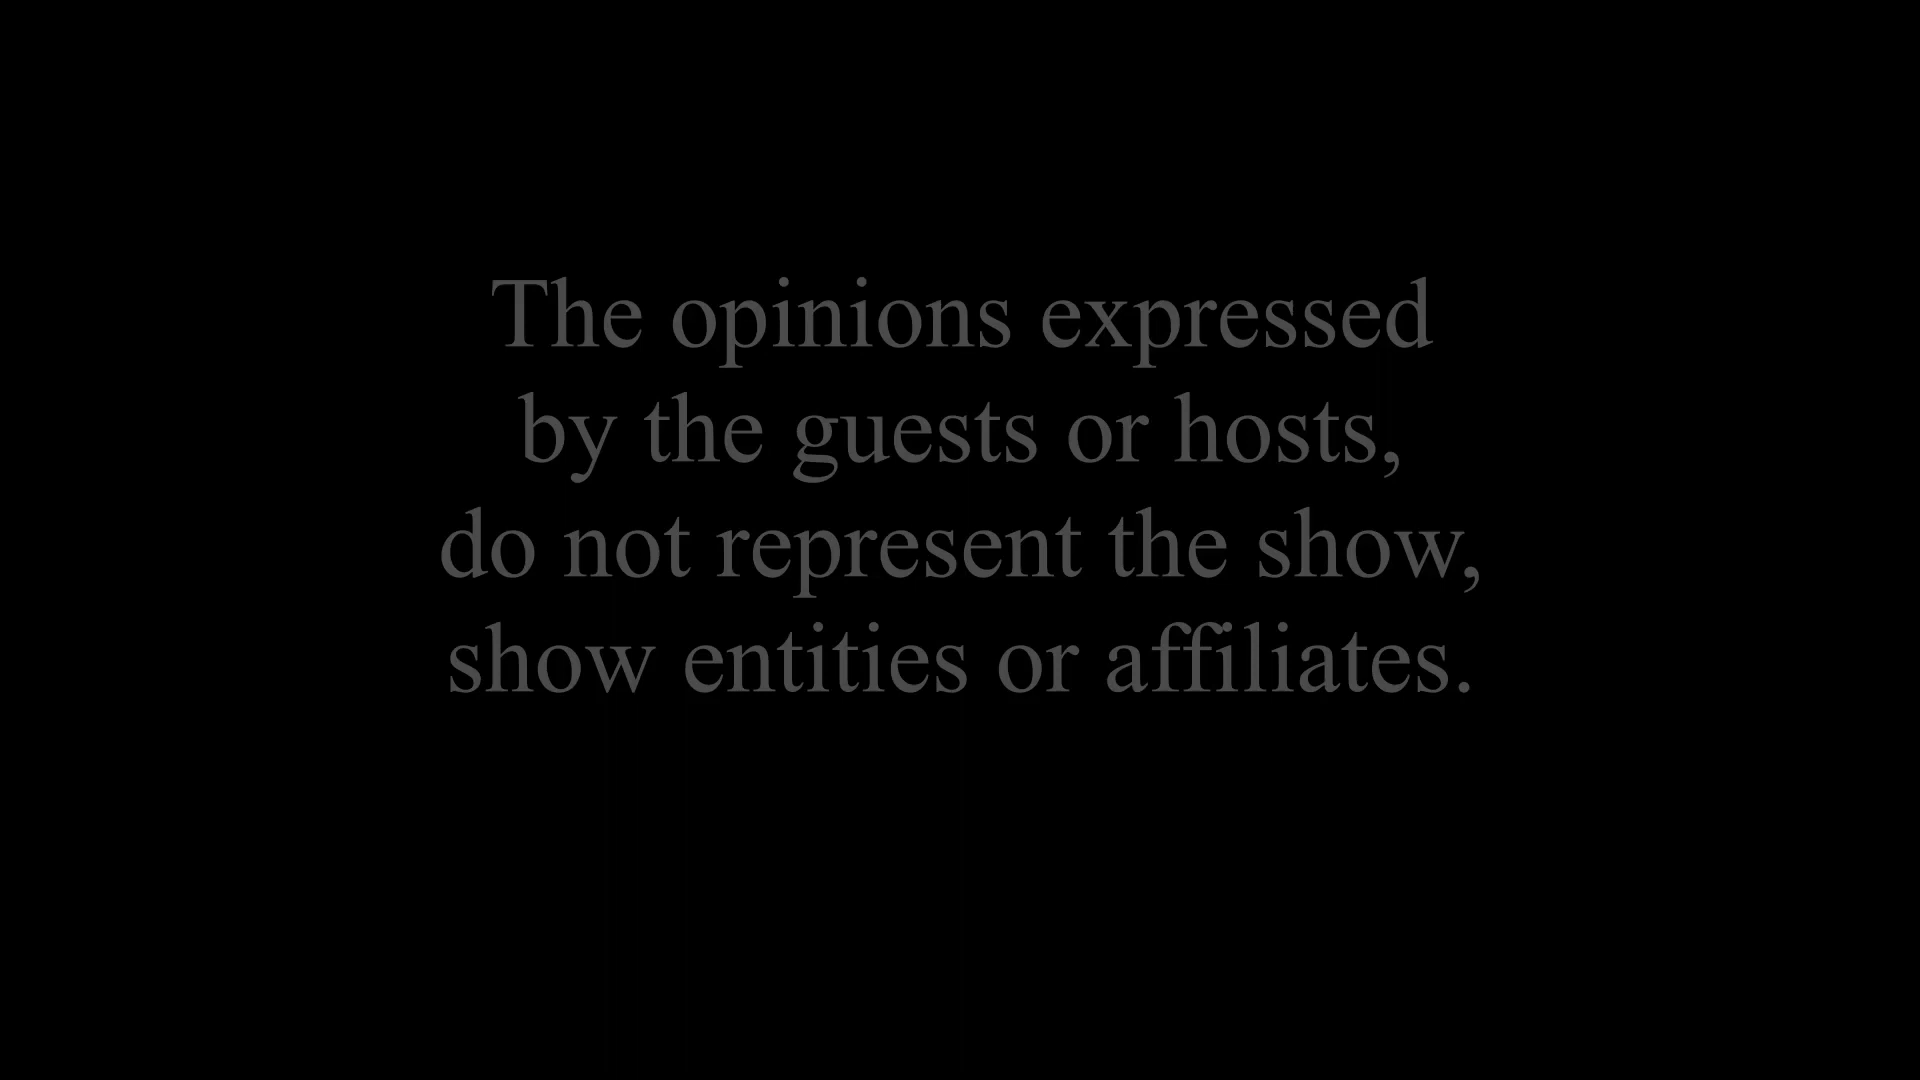 The opinions expressed
by the guests or hosts,
do not represent the show,
show entities or affiliates.